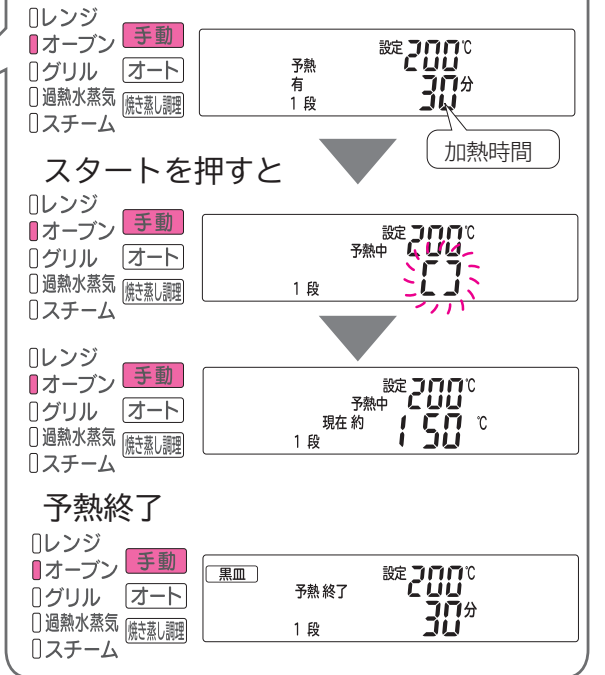 レンジ
オーブン 手動
グリル オート
過熱水蒸気 焼き蒸し調理
スチーム
設定 200℃
予熱
有 30分
1 段
加熱時間
スタートを押すと
レンジ
オーブン 手動
グリル オート
過熱水蒸気 焼き蒸し調理
スチーム
設定 200℃
予熱中
1 段
レンジ
オーブン 手動
グリル オート
過熱水蒸気 焼き蒸し調理
スチーム
設定 200℃
予熱中
現在 約 150 ℃
1 段
予熱終了
レンジ
オーブン 手動
グリル オート
過熱水蒸気 焼き蒸し調理
スチーム
黒皿 設定 200℃
予熱 終了
30分
1 段